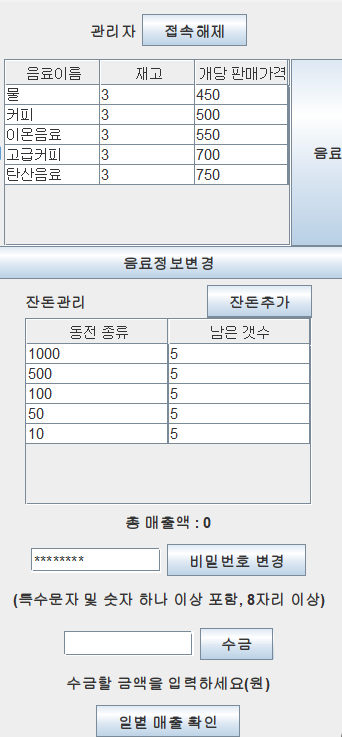 관리자 접속해제
음료이름 재고 개당 판매가격
물 3 450
커피 3 500
이온음료 3 550
고급커피 3 700
탄산음료 3 750
음료
음료정보변경
잔돈관리 잔돈추가
동전 종류 남은 갯수
1000 5
500 5
100 5
50 5
10 5
총 매출액 : 0
******** 비밀번호 변경
(특수문자 및 숫자 하나 이상 포함, 8자리 이상)
수금
수금할 금액을 입력하세요(원)
일별 매출 확인